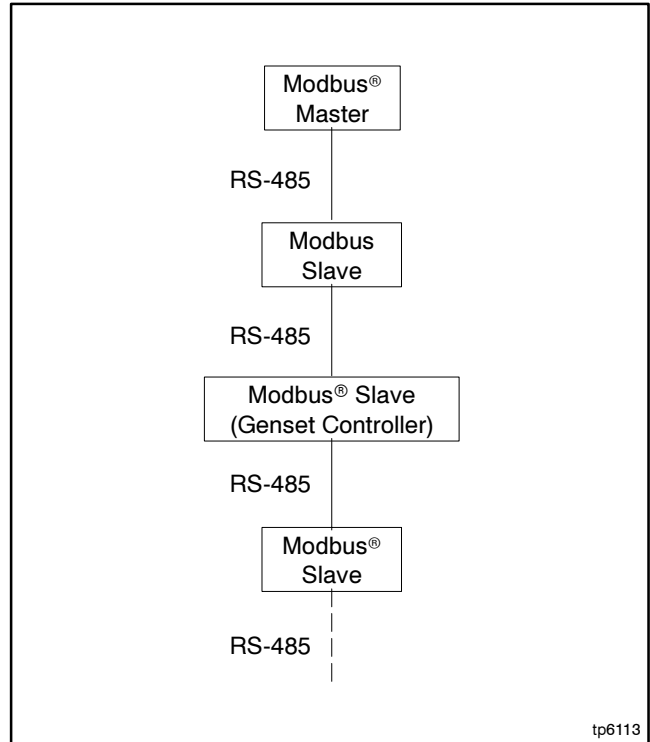 Modbus®
Master
RS-485
Modbus
Slave
RS-485
Modbus® Slave
(Genset Controller)
RS-485
Modbus®
Slave
RS-485
tp6113